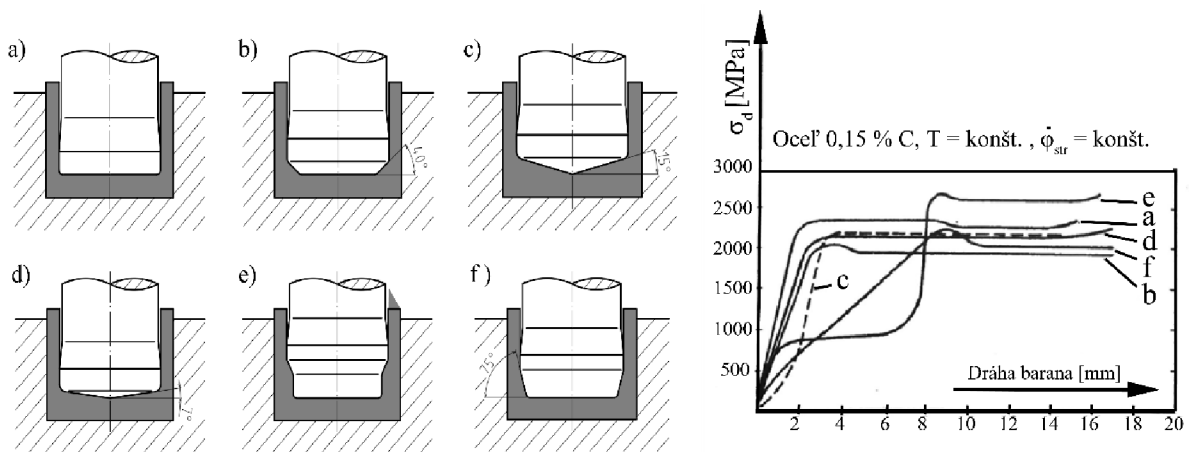 a)
b)
c)
40°
15°
d)
e)
f)
7°
75°
σd [MPa]
Oceľ 0,15 % C, T = konšt. , φ̇str = konšt.
3000
2500
2000
1500
1000
500
e
a
d
f
b
c
Dráha barana [mm]
2 4 6 8 10 12 14 16 18 20